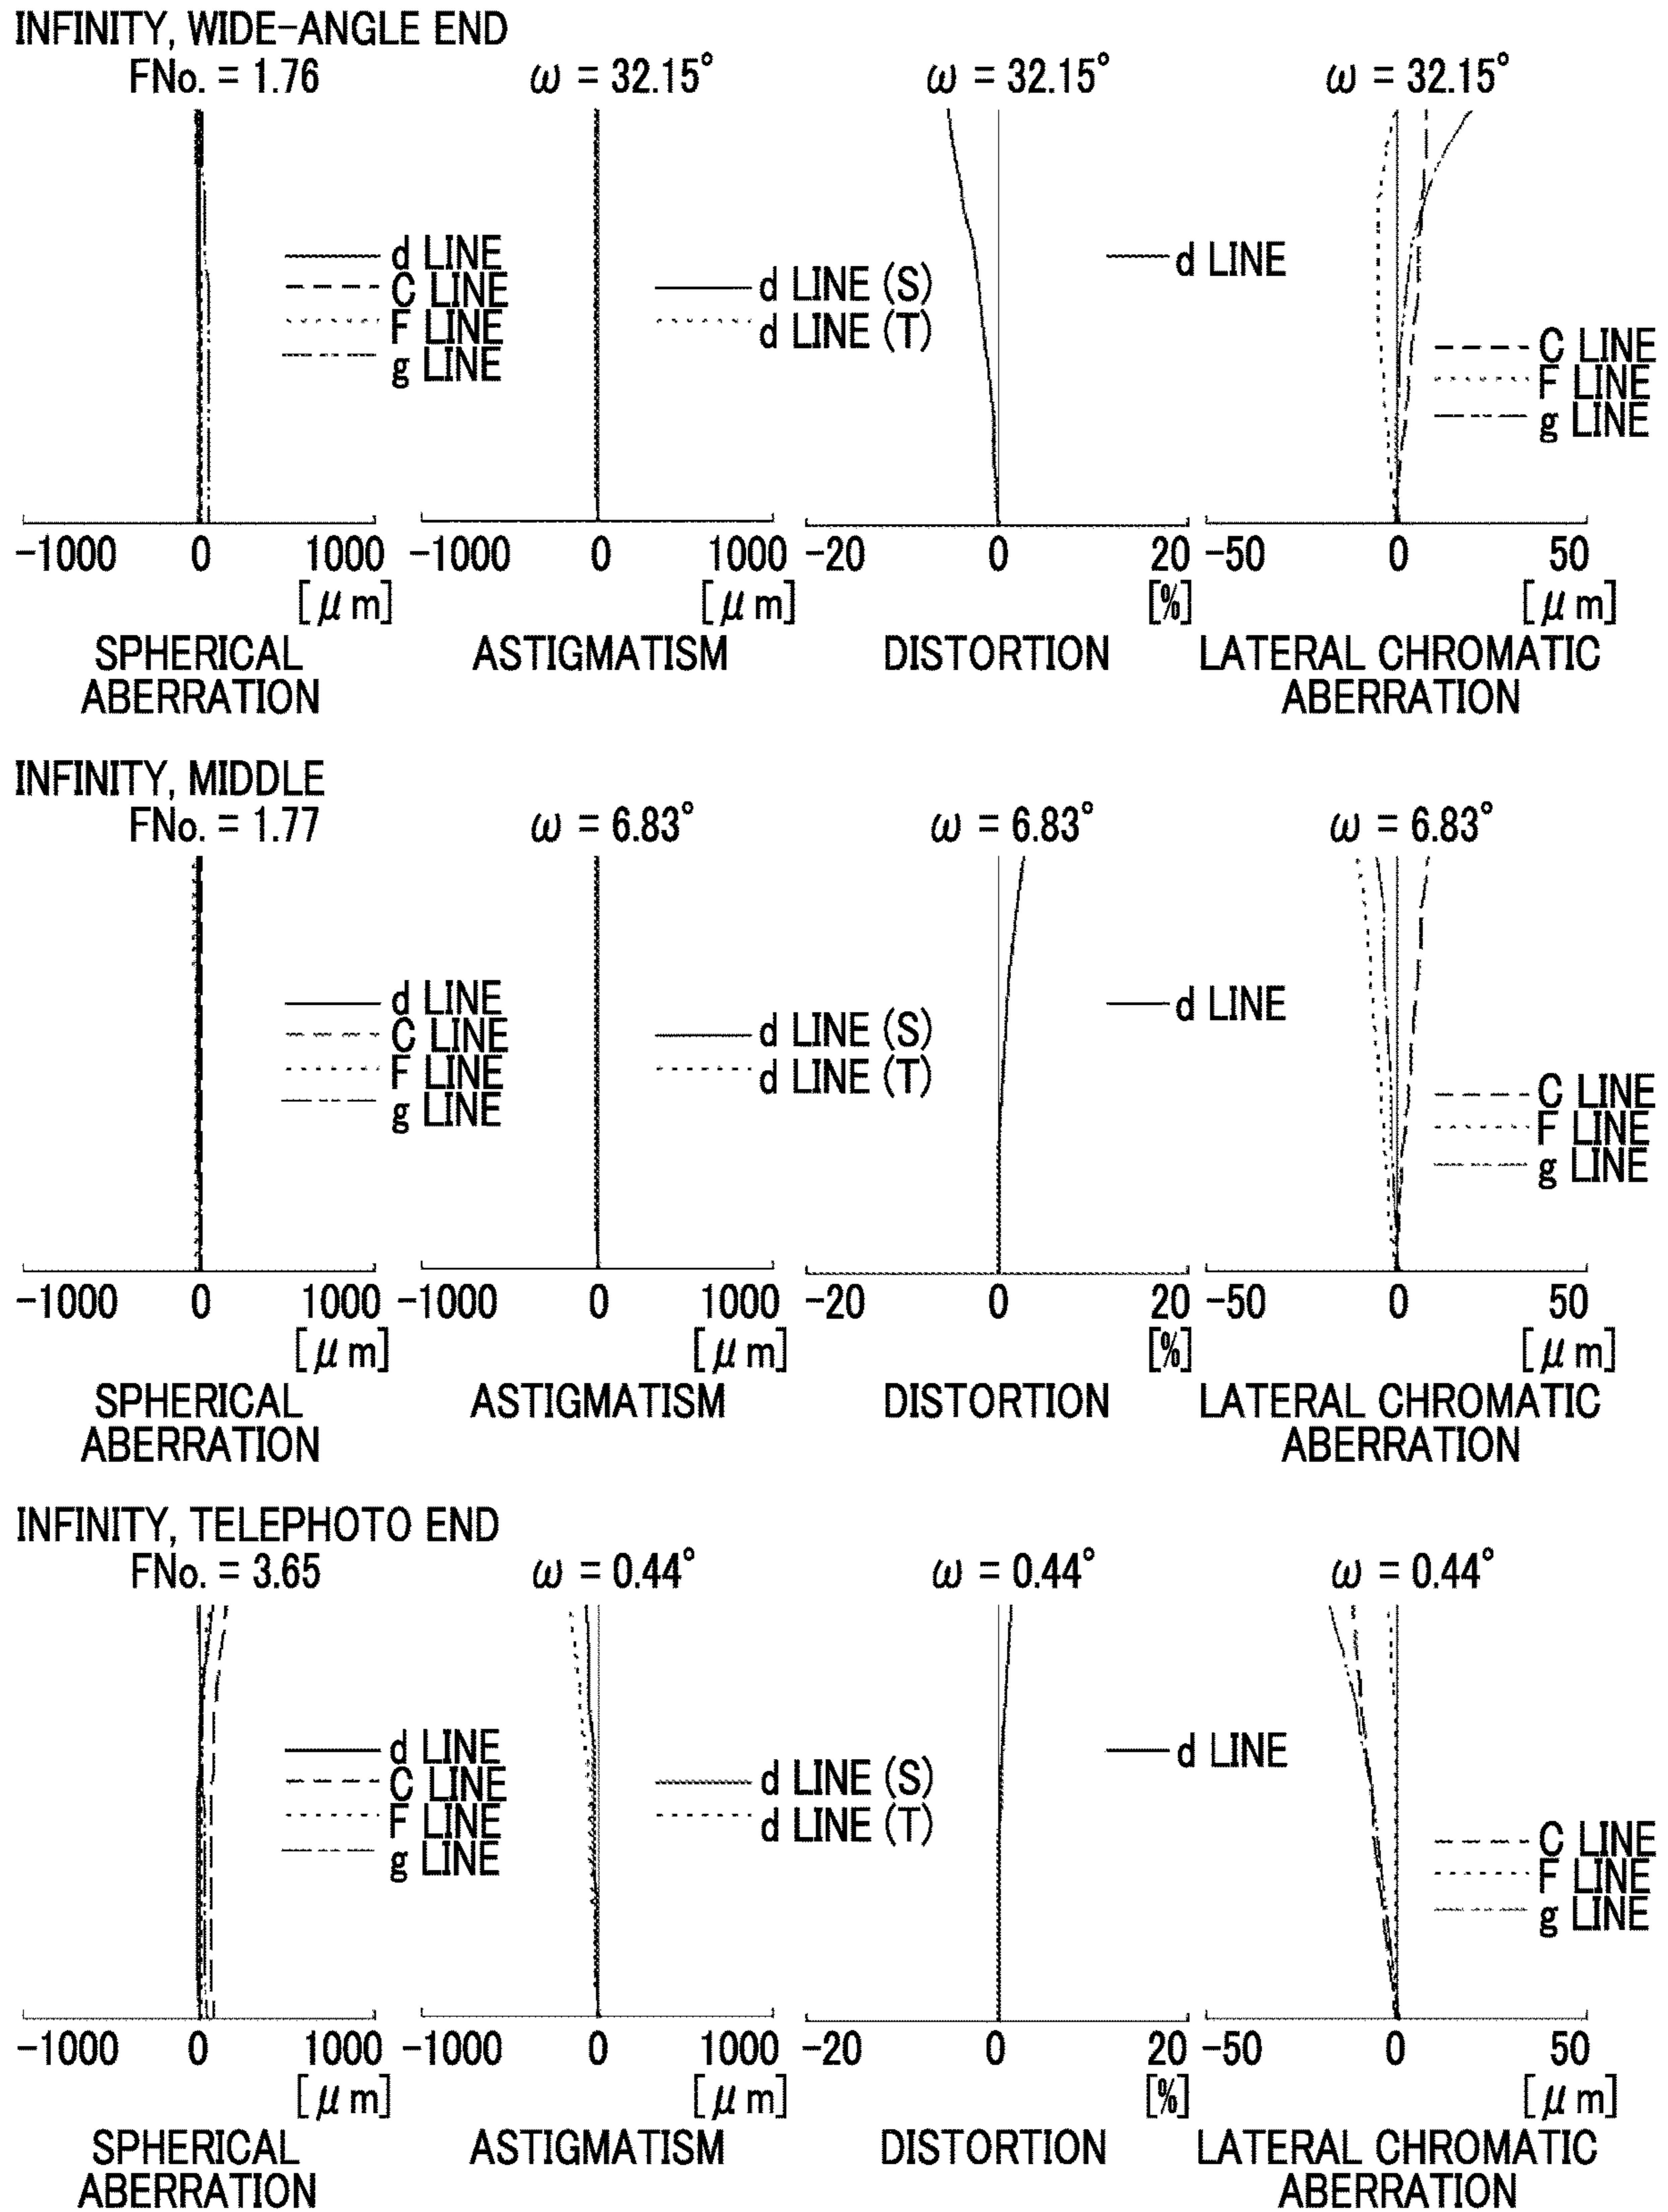 INFINITY, WIDE-ANGLE END
FNo. = 1.76
ω = 32.15°
ω = 32.15°
ω = 32.15°
d LINE
C LINE
F LINE
g LINE
d LINE (S)
d LINE (T)
d LINE
C LINE
F LINE
g LINE
-1000 0 1000
[μm]
-1000 0 1000
[μm]
-20 0 20
[%]
-50 0 50
[μm]
SPHERICAL
ABERRATION
ASTIGMATISM
DISTORTION
LATERAL CHROMATIC
ABERRATION
INFINITY, MIDDLE
FNo. = 1.77
ω = 6.83°
ω = 6.83°
ω = 6.83°
d LINE
C LINE
F LINE
g LINE
d LINE (S)
d LINE (T)
d LINE
C LINE
F LINE
g LINE
-1000 0 1000
[μm]
-1000 0 1000
[μm]
-20 0 20
[%]
-50 0 50
[μm]
SPHERICAL
ABERRATION
ASTIGMATISM
DISTORTION
LATERAL CHROMATIC
ABERRATION
INFINITY, TELEPHOTO END
FNo. = 3.65
ω = 0.44°
ω = 0.44°
ω = 0.44°
d LINE
C LINE
F LINE
g LINE
d LINE (S)
d LINE (T)
d LINE
C LINE
F LINE
g LINE
-1000 0 1000
[μm]
-1000 0 1000
[μm]
-20 0 20
[%]
-50 0 50
[μm]
SPHERICAL
ABERRATION
ASTIGMATISM
DISTORTION
LATERAL CHROMATIC
ABERRATION